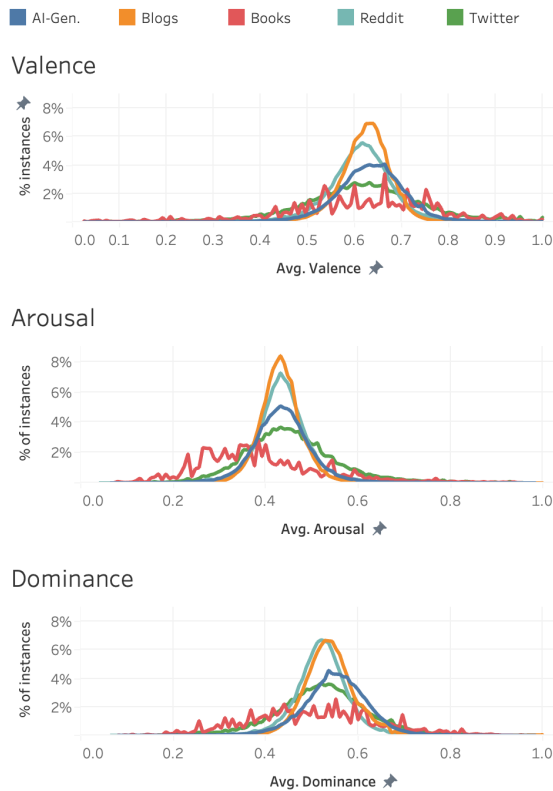 AI-Gen. Blogs Books Reddit Twitter
Valence
% instances
8%
6%
4%
2%
0.0 0.1 0.2 0.3 0.4 0.5 0.6 0.7 0.8 0.9 1.0
Avg. Valence
Arousal
% of instances
8%
6%
4%
2%
0.0 0.2 0.4 0.6 0.8 1.0
Avg. Arousal
Dominance
% of instances
8%
6%
4%
2%
0.0 0.2 0.4 0.6 0.8 1.0
Avg. Dominance